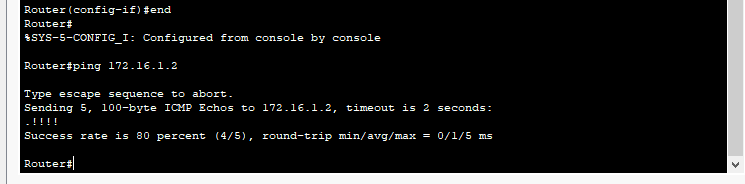 Router(config-if)#end
Router#
%SYS-5-CONFIG_I: Configured from console by console
Router#ping 172.16.1.2
Type escape sequence to abort.
Sending 5, 100-byte ICMP Echos to 172.16.1.2, timeout is 2 seconds:
.!!!!
Success rate is 80 percent (4/5), round-trip min/avg/max = 0/1/5 ms
Router#